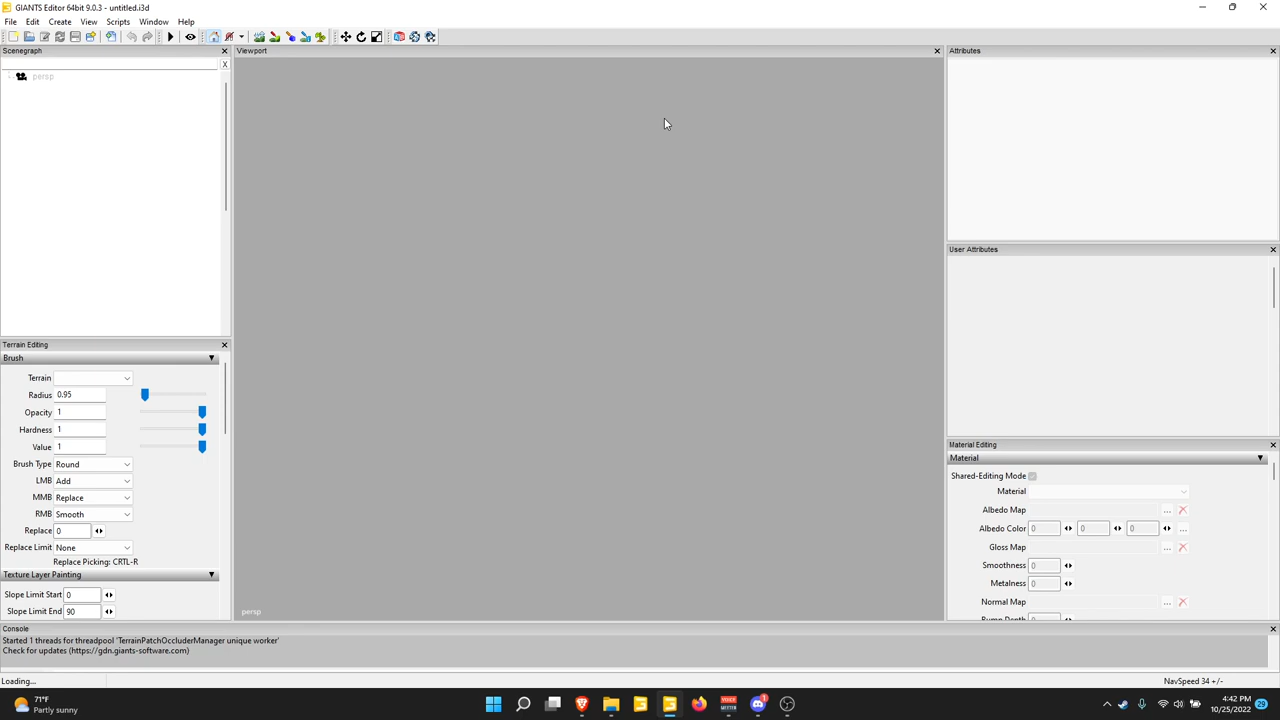 GIANTS Editor 64bit 9.0.3 - untitled.i3d
File Edit Create View Scripts Window Help
Scenegraph
X
persp
Viewport
persp
Attributes
User Attributes
Terrain Editing
Brush
Terrain
Radius 0.95
Opacity 1
Hardness 1
Value 1
Brush Type Round
LMB Add
MMB Replace
RMB Smooth
Replace 0
Replace Limit None
Replace Picking: CRTL-R
Texture Layer Painting
Slope Limit Start 0
Slope Limit End 90
Material Editing
Material
Shared-Editing Mode
Material
Albedo Map ...
Albedo Color 0 0 0 ...
Gloss Map ...
Smoothness 0
Metalness 0
Normal Map ...
Bump Depth 0
Console
Started 1 threads for threadpool 'TerrainPatchOccluderManager unique worker'
Check for updates (https://gdn.giants-software.com)
Loading...
NavSpeed 34 +/-
71°F
Partly sunny
4:42 PM
10/25/2022
29